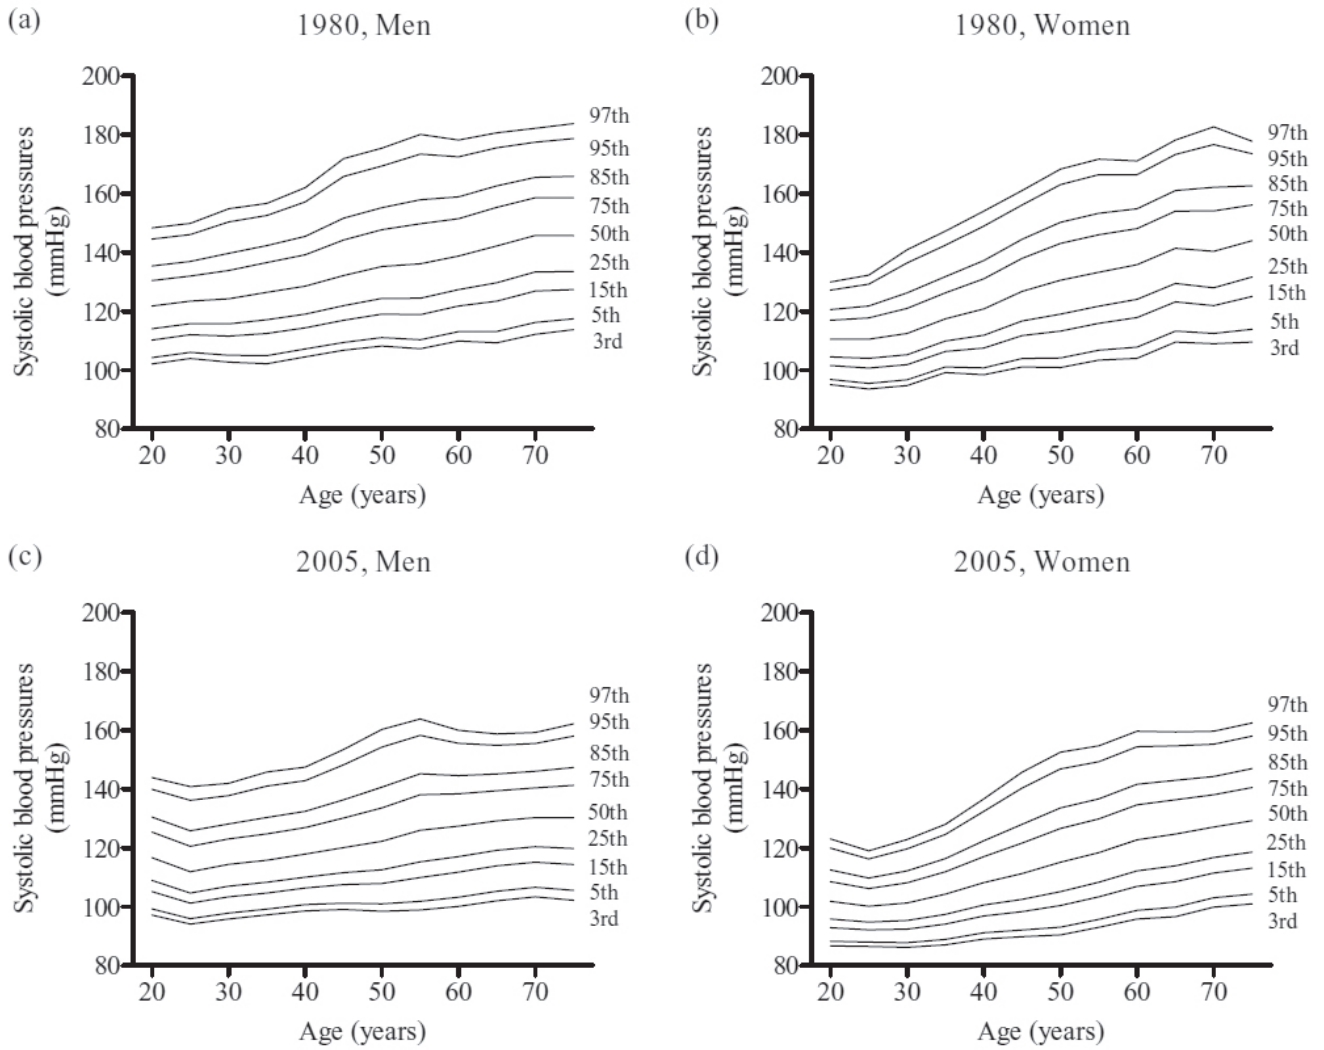 (a)
1980, Men
Systolic blood pressures
(mmHg)
200
180
160
140
120
100
80
20 30 40 50 60 70
Age (years)
97th
95th
85th
75th
50th
25th
15th
5th
3rd
(b)
1980, Women
Systolic blood pressures
(mmHg)
200
180
160
140
120
100
80
20 30 40 50 60 70
Age (years)
97th
95th
85th
75th
50th
25th
15th
5th
3rd
(c)
2005, Men
Systolic blood pressures
(mmHg)
200
180
160
140
120
100
80
20 30 40 50 60 70
Age (years)
97th
95th
85th
75th
50th
25th
15th
5th
3rd
(d)
2005, Women
Systolic blood pressures
(mmHg)
200
180
160
140
120
100
80
20 30 40 50 60 70
Age (years)
97th
95th
85th
75th
50th
25th
15th
5th
3rd